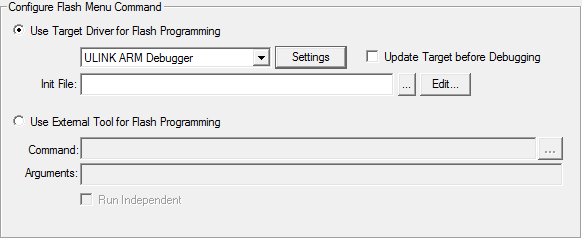 Configure Flash Menu Command
Use Target Driver for Flash Programming
ULINK ARM Debugger Settings Update Target before Debugging
Init File: ... Edit...
Use External Tool for Flash Programming
Command: ...
Arguments:
Run Independent